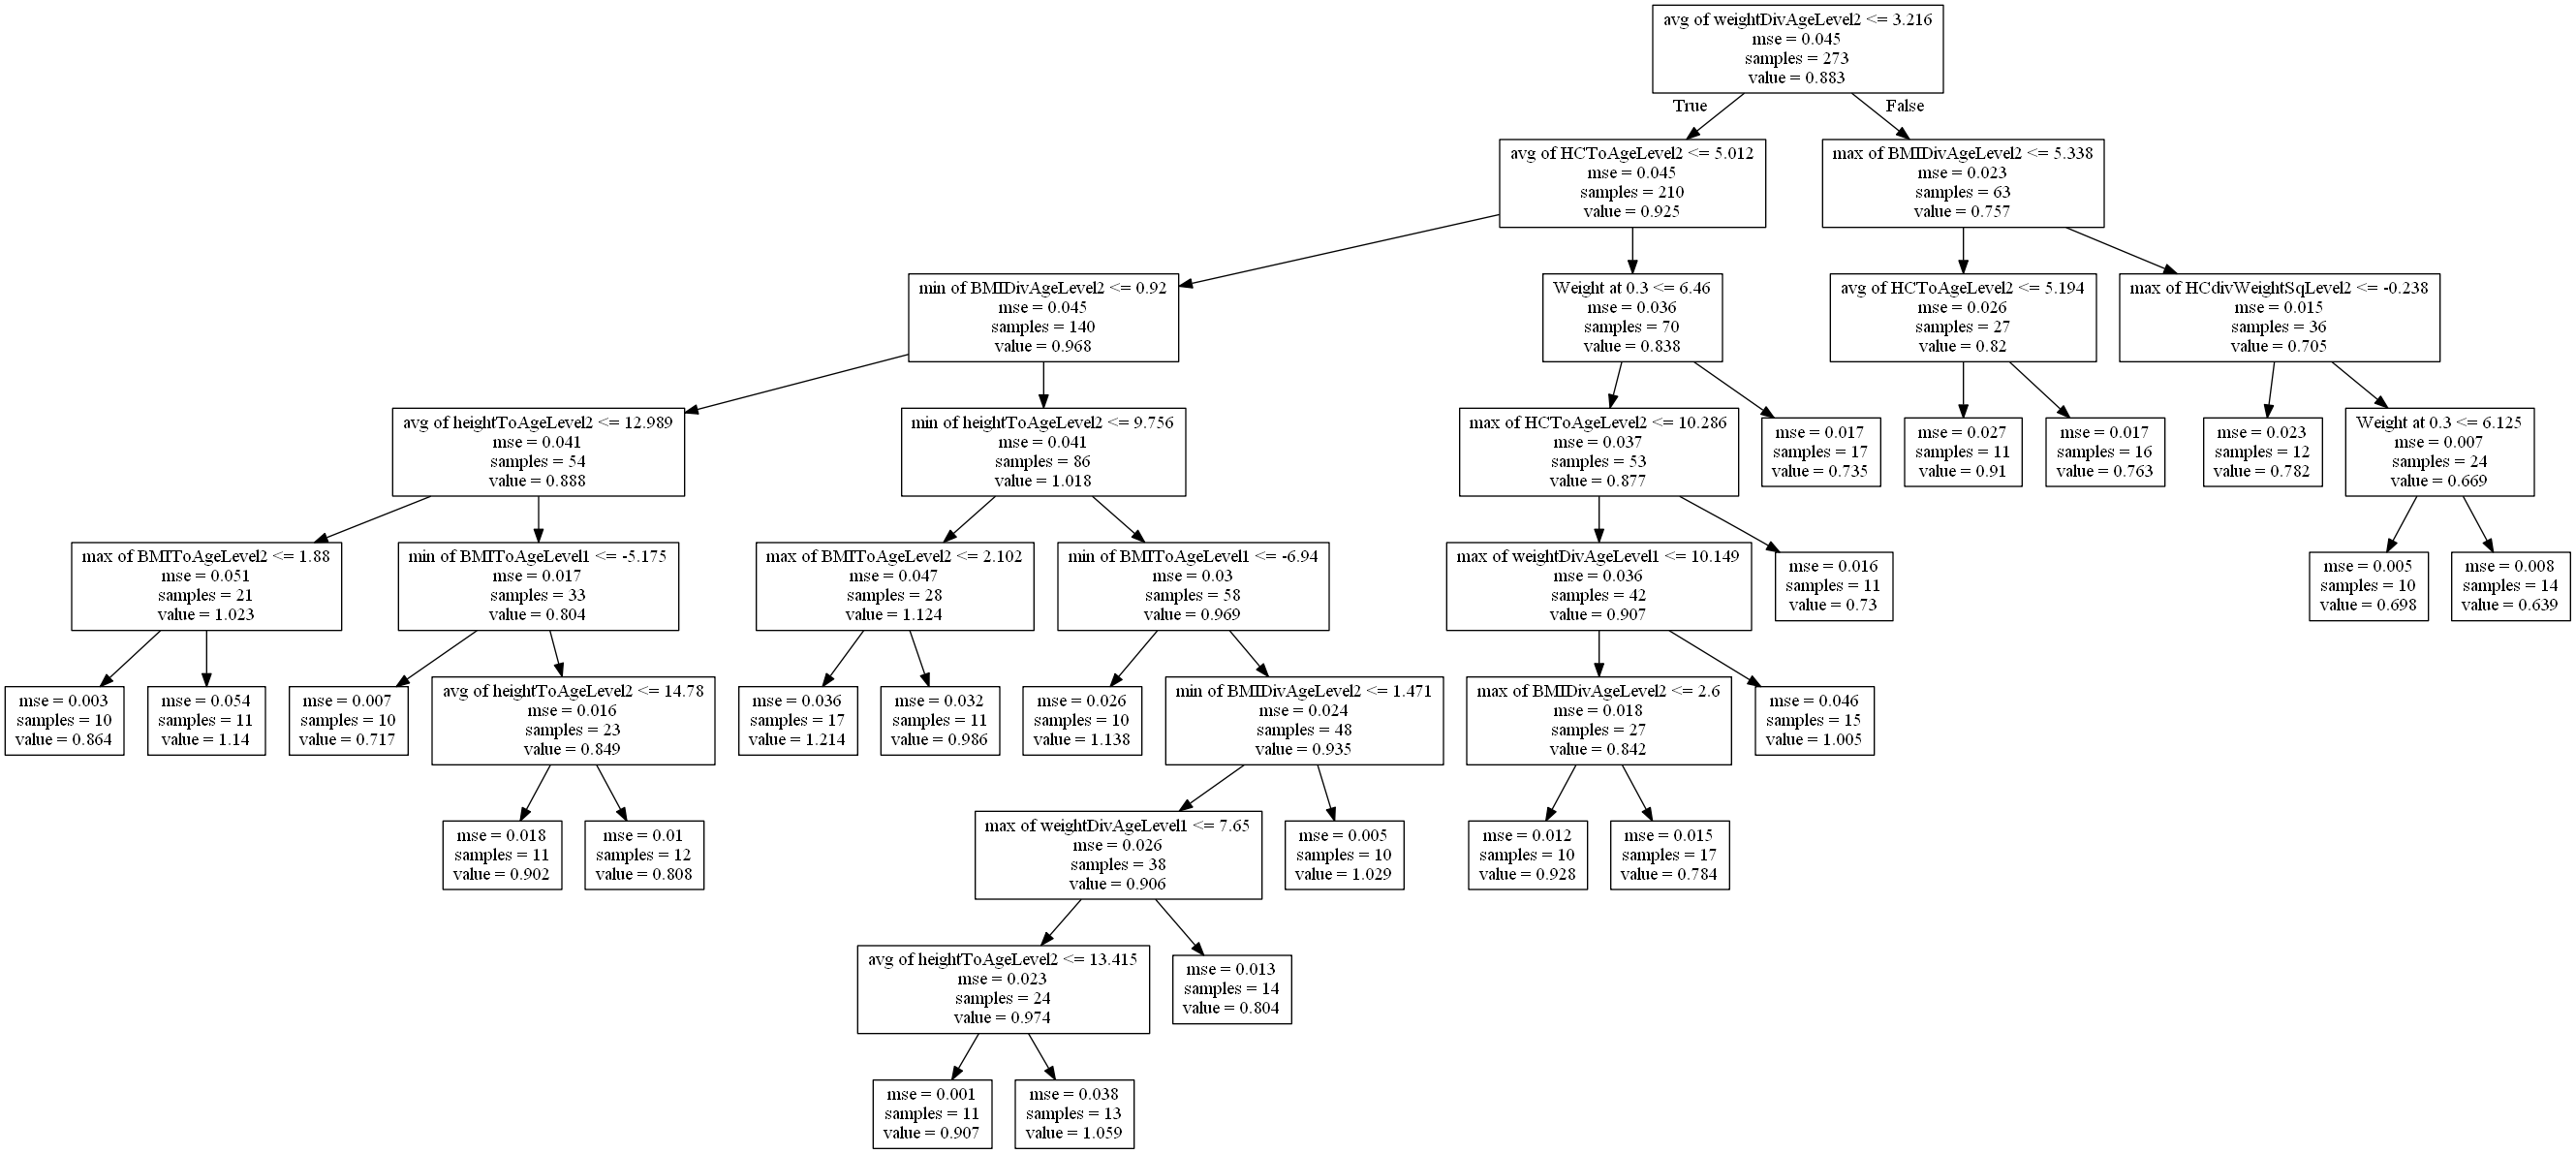 avg of weightDivAgeLevel2 <= 3.216
mse = 0.045
samples = 273
value = 0.883
True
False
avg of HCToAgeLevel2 <= 5.012
mse = 0.045
samples = 210
value = 0.925
max of BMIDivAgeLevel2 <= 5.338
mse = 0.023
samples = 63
value = 0.757
min of BMIDivAgeLevel2 <= 0.92
mse = 0.045
samples = 140
value = 0.968
Weight at 0.3 <= 6.46
mse = 0.036
samples = 70
value = 0.838
avg of HCToAgeLevel2 <= 5.194
mse = 0.026
samples = 27
value = 0.82
max of HCdivWeightSqLevel2 <= -0.238
mse = 0.015
samples = 36
value = 0.705
avg of heightToAgeLevel2 <= 12.989
mse = 0.041
samples = 54
value = 0.888
min of heightToAgeLevel2 <= 9.756
mse = 0.041
samples = 86
value = 1.018
max of HCToAgeLevel2 <= 10.286
mse = 0.037
samples = 53
value = 0.877
mse = 0.017
samples = 17
value = 0.735
mse = 0.027
samples = 11
value = 0.91
mse = 0.017
samples = 16
value = 0.763
mse = 0.023
samples = 12
value = 0.782
Weight at 0.3 <= 6.125
mse = 0.007
samples = 24
value = 0.669
max of BMIToAgeLevel2 <= 1.88
mse = 0.051
samples = 21
value = 1.023
min of BMIToAgeLevel1 <= -5.175
mse = 0.017
samples = 33
value = 0.804
max of BMIToAgeLevel2 <= 2.102
mse = 0.047
samples = 28
value = 1.124
min of BMIToAgeLevel1 <= -6.94
mse = 0.03
samples = 58
value = 0.969
max of weightDivAgeLevel1 <= 10.149
mse = 0.036
samples = 42
value = 0.907
mse = 0.016
samples = 11
value = 0.73
mse = 0.005
samples = 10
value = 0.698
mse = 0.008
samples = 14
value = 0.639
mse = 0.003
samples = 10
value = 0.864
mse = 0.054
samples = 11
value = 1.14
mse = 0.007
samples = 10
value = 0.717
avg of heightToAgeLevel2 <= 14.78
mse = 0.016
samples = 23
value = 0.849
mse = 0.036
samples = 17
value = 1.214
mse = 0.032
samples = 11
value = 0.986
mse = 0.026
samples = 10
value = 1.138
min of BMIDivAgeLevel2 <= 1.471
mse = 0.024
samples = 48
value = 0.935
max of BMIDivAgeLevel2 <= 2.6
mse = 0.018
samples = 27
value = 0.842
mse = 0.046
samples = 15
value = 1.005
mse = 0.018
samples = 11
value = 0.902
mse = 0.01
samples = 12
value = 0.808
max of weightDivAgeLevel1 <= 7.65
mse = 0.026
samples = 38
value = 0.906
mse = 0.005
samples = 10
value = 1.029
mse = 0.012
samples = 10
value = 0.928
mse = 0.015
samples = 17
value = 0.784
avg of heightToAgeLevel2 <= 13.415
mse = 0.023
samples = 24
value = 0.974
mse = 0.013
samples = 14
value = 0.804
mse = 0.001
samples = 11
value = 0.907
mse = 0.038
samples = 13
value = 1.059